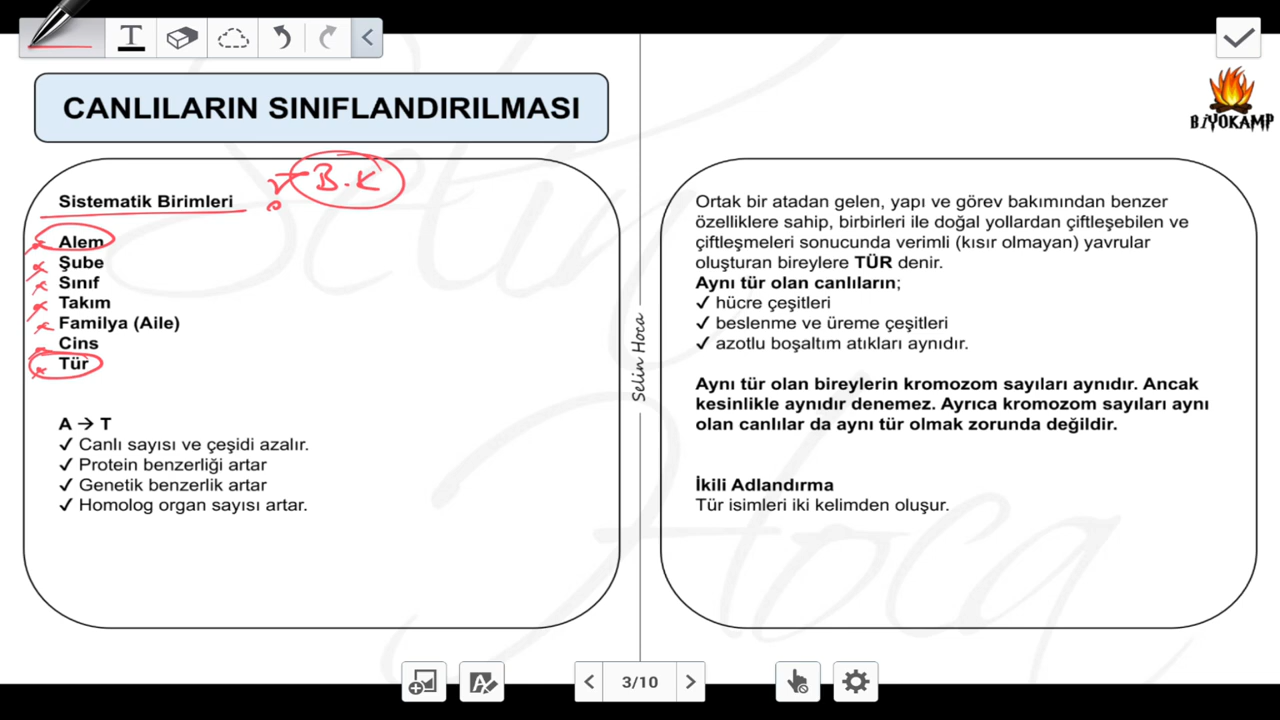 T
CANLILARIN SINIFLANDIRILMASI
BİYOKAMP
B.K
Sistematik Birimleri
Alem
Şube
Sınıf
Takım
Familya (Aile)
Cins
Tür
A → T
✓ Canlı sayısı ve çeşidi azalır.
✓ Protein benzerliği artar
✓ Genetik benzerlik artar
✓ Homolog organ sayısı artar.
Selin Hoca
Ortak bir atadan gelen, yapı ve görev bakımından benzer
özelliklere sahip, birbirleri ile doğal yollardan çiftleşebilen ve
çiftleşmeleri sonucunda verimli (kısır olmayan) yavrular
oluşturan bireylere TÜR denir.
Aynı tür olan canlıların;
✓ hücre çeşitleri
✓ beslenme ve üreme çeşitleri
✓ azotlu boşaltım atıkları aynıdır.
Aynı tür olan bireylerin kromozom sayıları aynıdır. Ancak
kesinlikle aynıdır denemez. Ayrıca kromozom sayıları aynı
olan canlılar da aynı tür olmak zorunda değildir.
İkili Adlandırma
Tür isimleri iki kelimden oluşur.
Selin Hoca
3/10